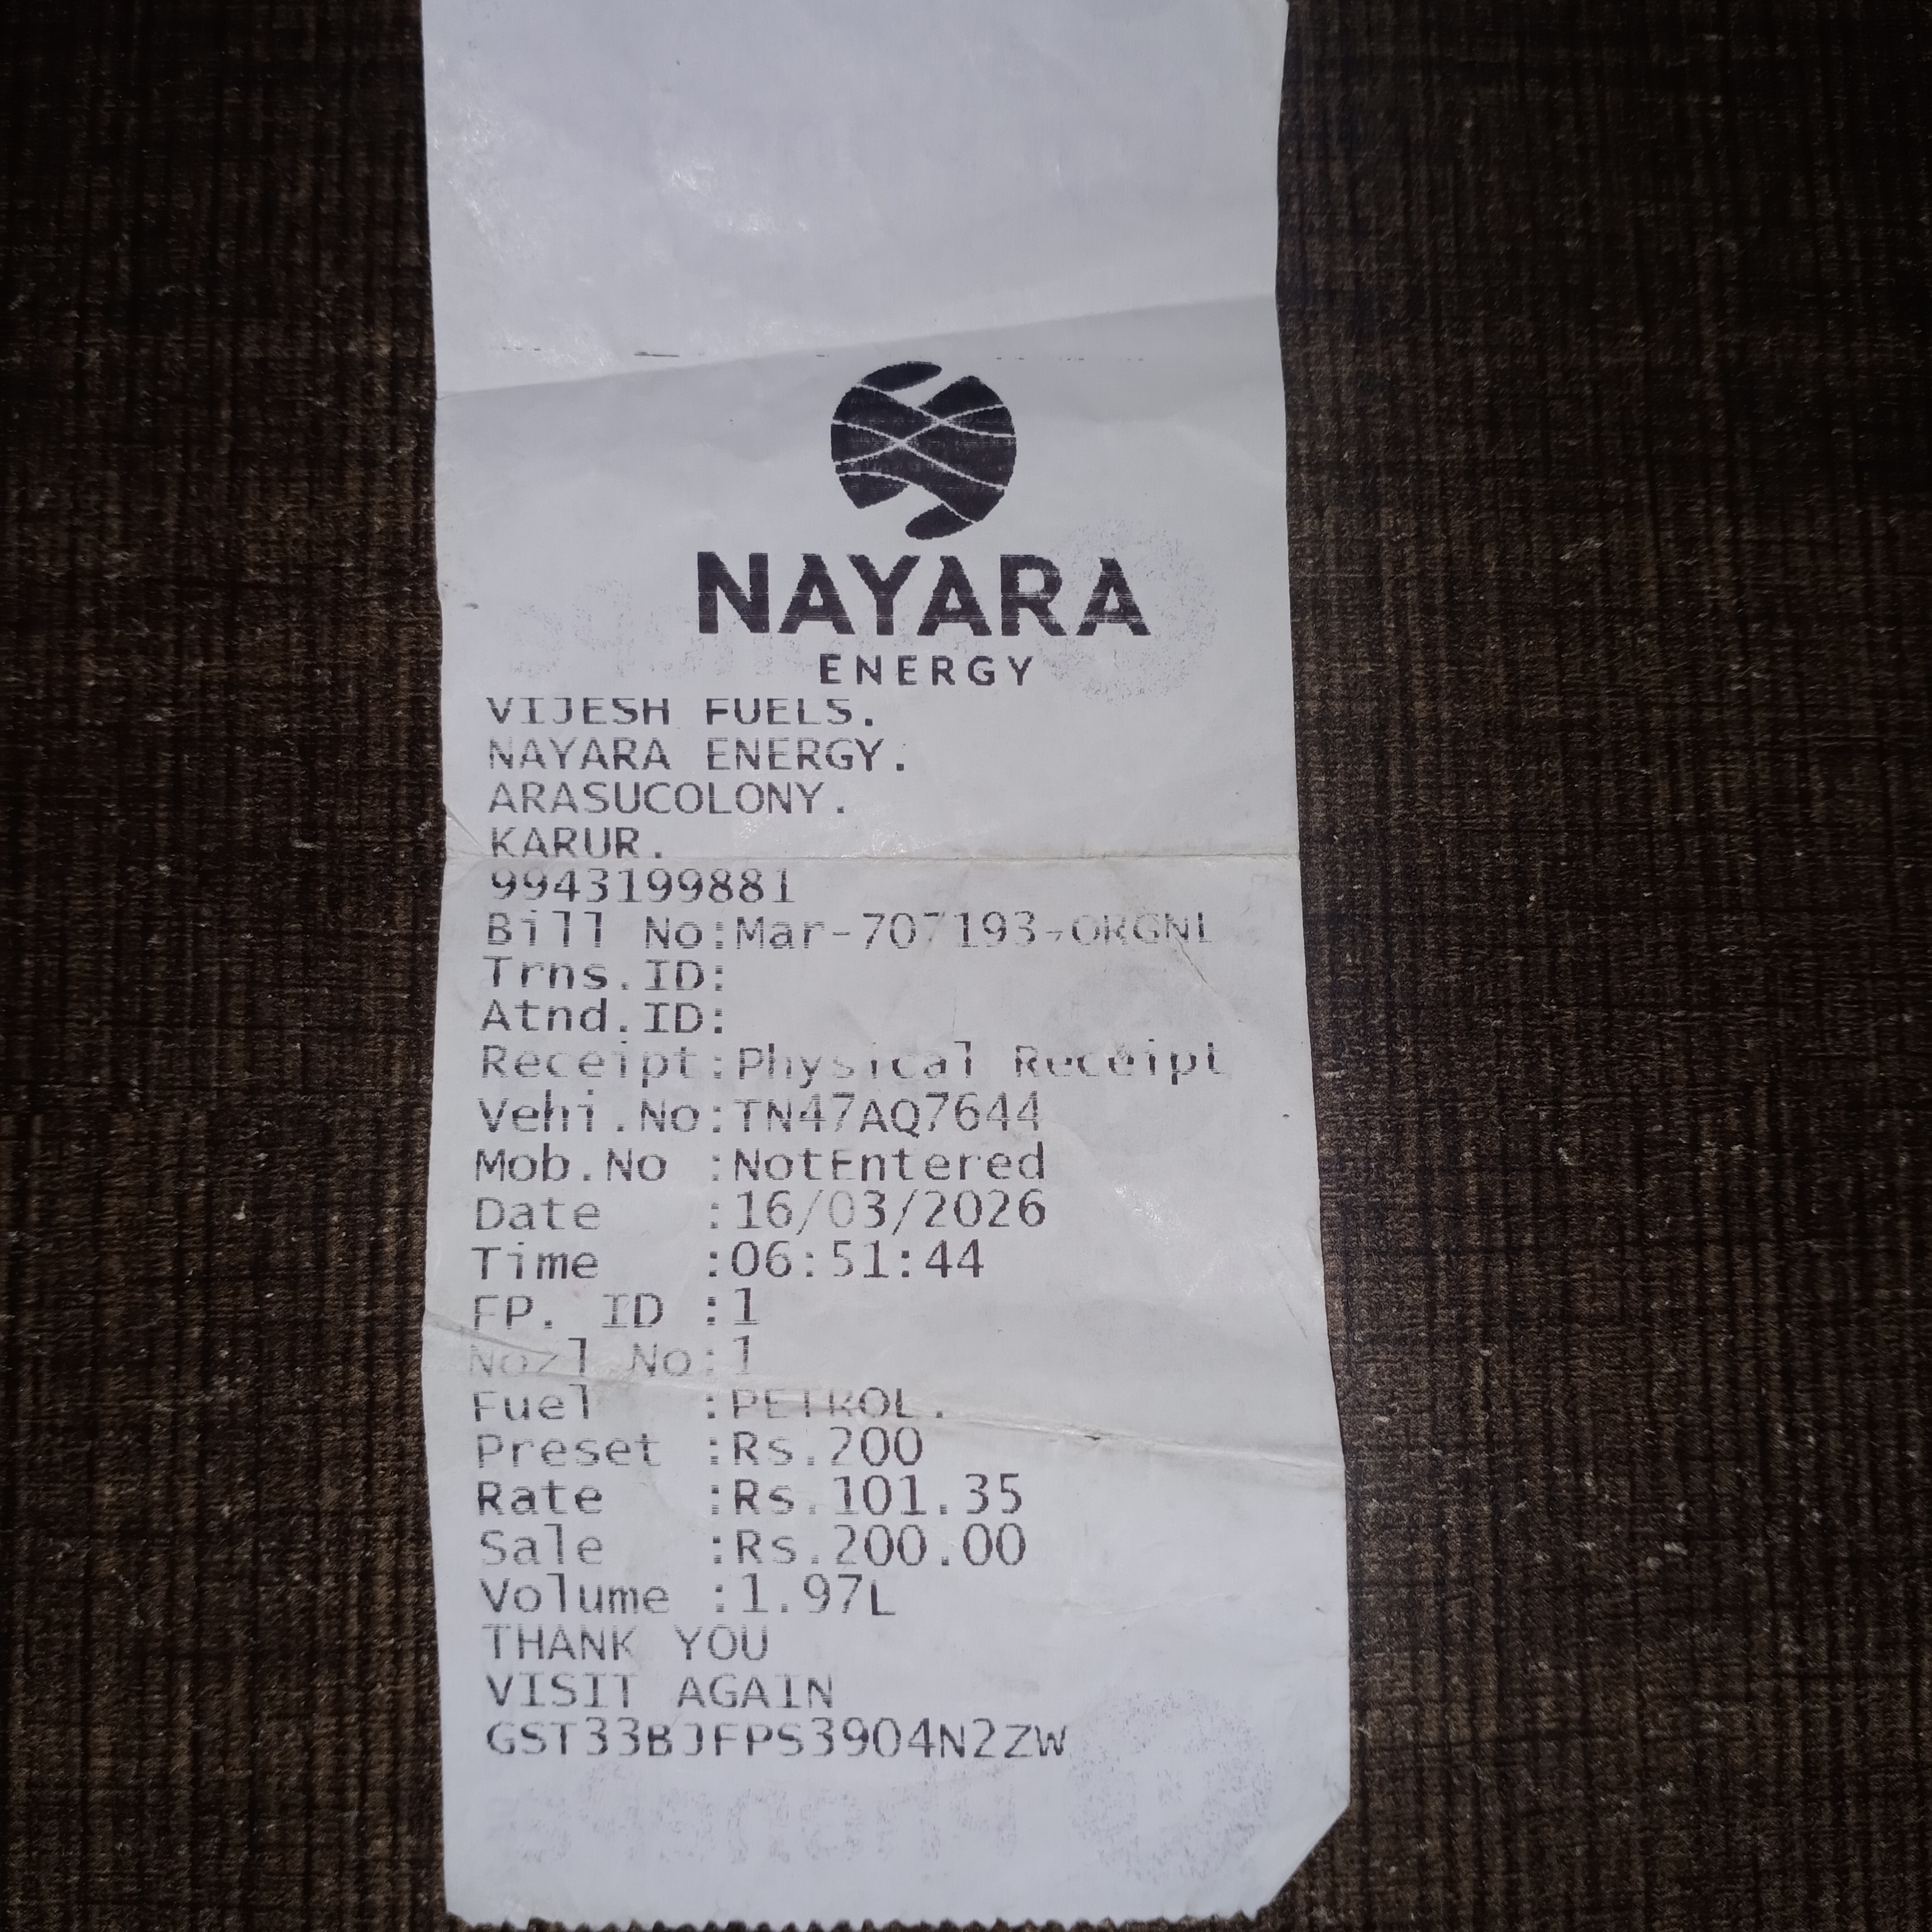 NAYARA
ENERGY
VIJESH FUELS.
NAYARA ENERGY.
ARASUCOLONY.
KARUR.
9943199881
Bill No:Mar-707193-ORGNL
Trns.ID:
Atnd.ID:
Receipt:Physical Receipt
Vehi.No:TN47AQ7644
Mob.No :NotEntered
Date :16/03/2026
Time :06:51:44
FP. ID :1
Nozl No:1
Fuel :PETROL.
Preset :Rs.200
Rate :Rs.101.35
Sale :Rs.200.00
Volume :1.97L
THANK YOU
VISIT AGAIN
GST33BJFPS3904N2ZW